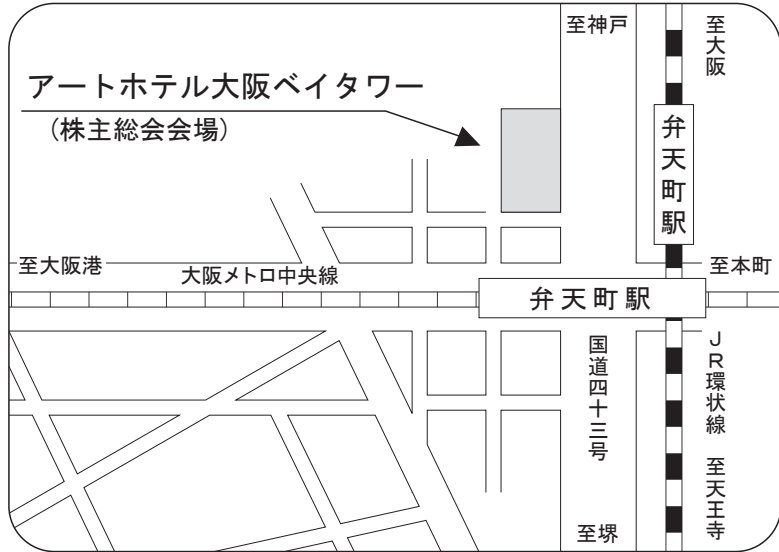 至神戸
至大阪
アートホテル大阪ベイタワー
(株主総会会場)
弁天町駅
至大阪港
大阪メトロ中央線
至本町
弁天町駅
国道四十三号
JR環状線
至天王寺
至堺